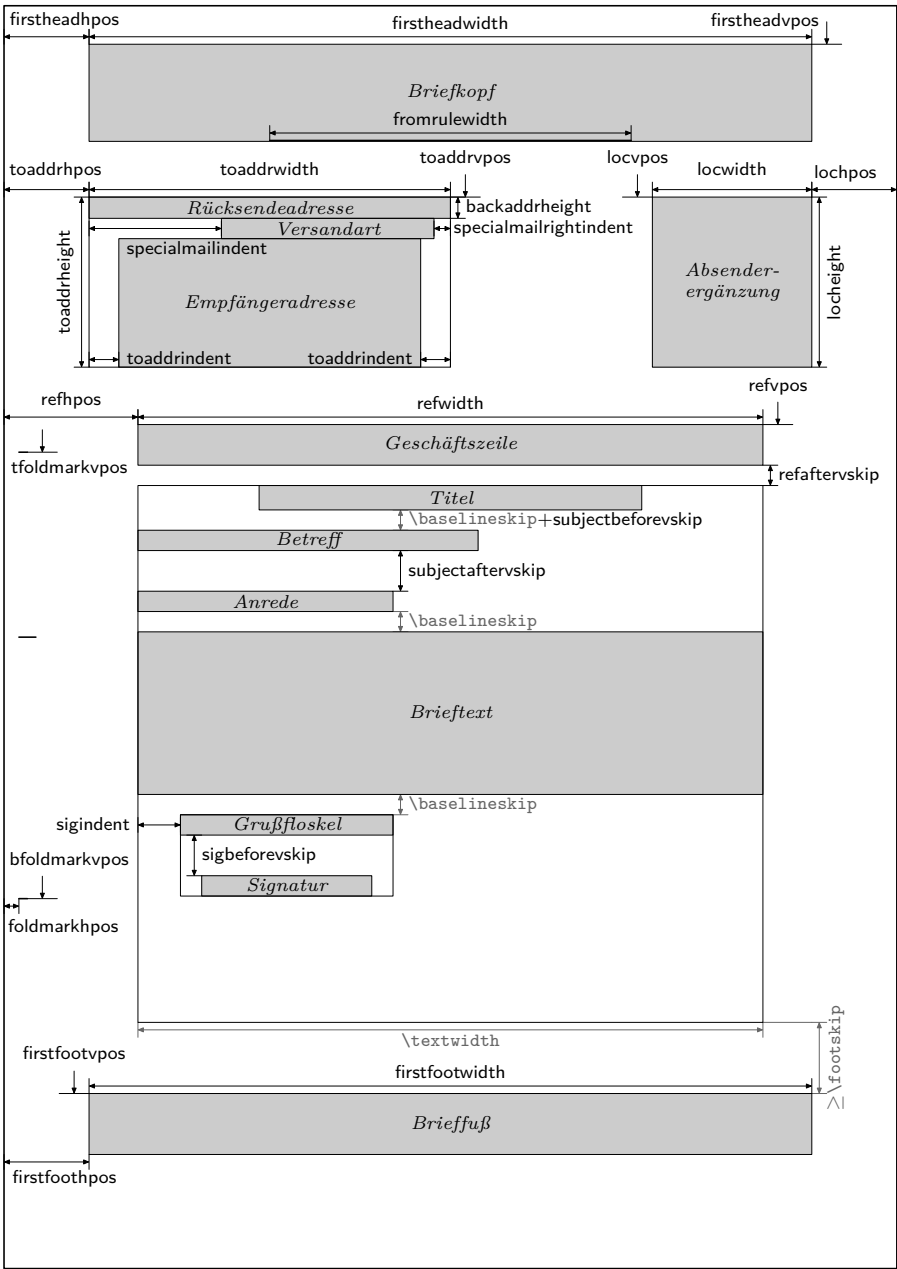 firstheadhpos
firstheadwidth
firstheadvpos
Briefkopf
fromrulewidth
toaddrhpos
toaddrwidth
toaddrvpos
locvpos
locwidth
lochpos
Rücksendeadresse
backaddrheight
Versandart
specialmailrightindent
specialmailindent
toaddrheight
Empfängeradresse
Absender-
ergänzung
locheight
toaddrindent
toaddrindent
refhpos
refwidth
refvpos
Geschäftszeile
tfoldmarkvpos
refaftervskip
Titel
\baselineskip+subjectbeforevskip
Betreff
subjectaftervskip
Anrede
\baselineskip
Brieftext
\baselineskip
sigindent
Grußfloskel
sigbeforevskip
bfoldmarkvpos
Signatur
foldmarkhpos
\textwidth
≥\footskip
firstfootvpos
firstfootwidth
Brieffuß
firstfoothpos